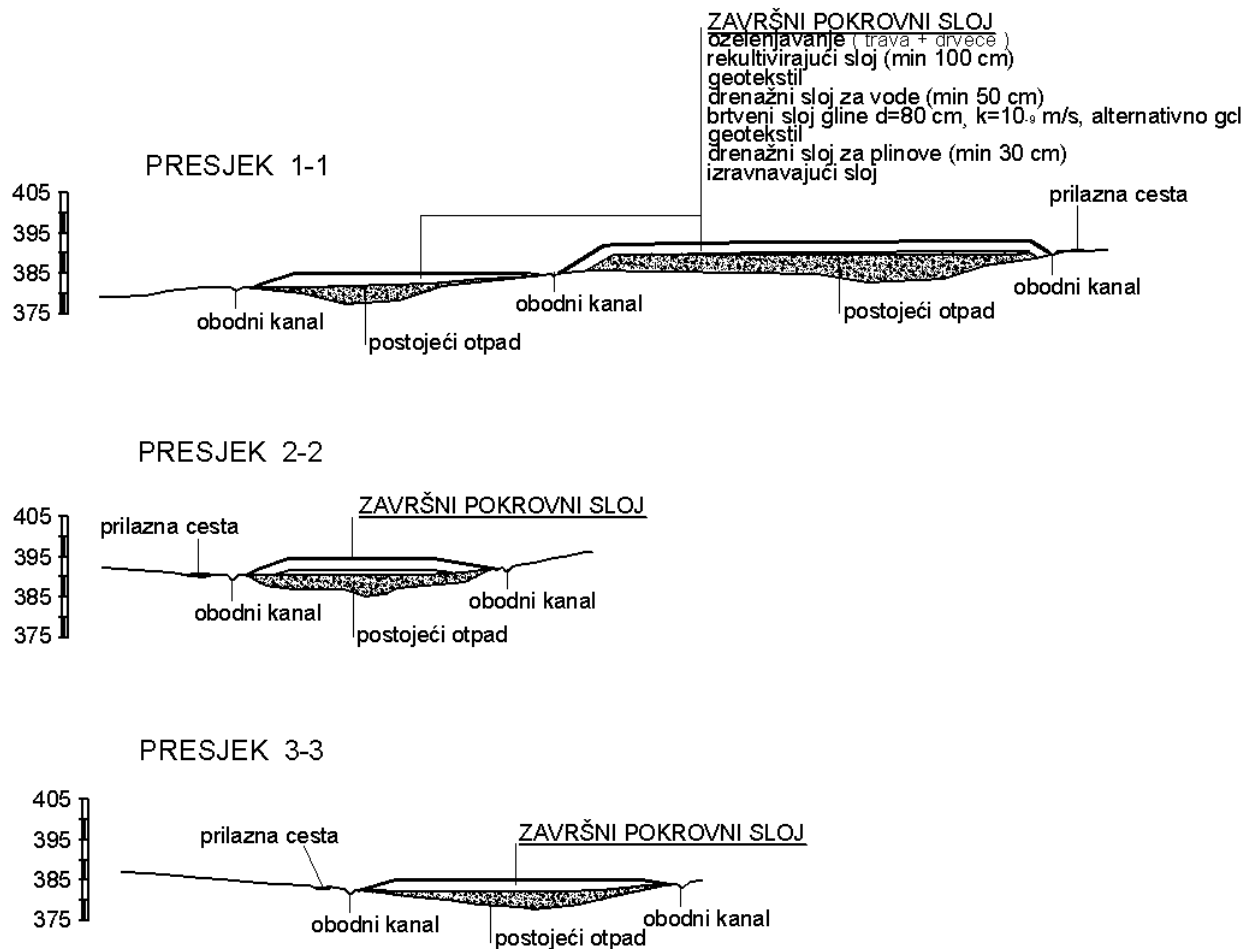 ZAVRŠNI POKROVNI SLOJ
ozelenjavanje ( trava + drveće )
rekultivirajući sloj (min 100 cm)
geotekstil
drenažni sloj za vode (min 50 cm)
brtveni sloj gline d=80 cm, k=10-9 m/s, alternativno gcl
geotekstil
drenažni sloj za plinove (min 30 cm)
izravnavajući sloj
PRESJEK 1-1
405
395
385
375
prilazna cesta
obodni kanal
obodni kanal
obodni kanal
postojeći otpad
postojeći otpad
PRESJEK 2-2
ZAVRŠNI POKROVNI SLOJ
405
395
385
375
prilazna cesta
obodni kanal
obodni kanal
postojeći otpad
PRESJEK 3-3
405
395
385
375
prilazna cesta
ZAVRŠNI POKROVNI SLOJ
obodni kanal
obodni kanal
postojeći otpad